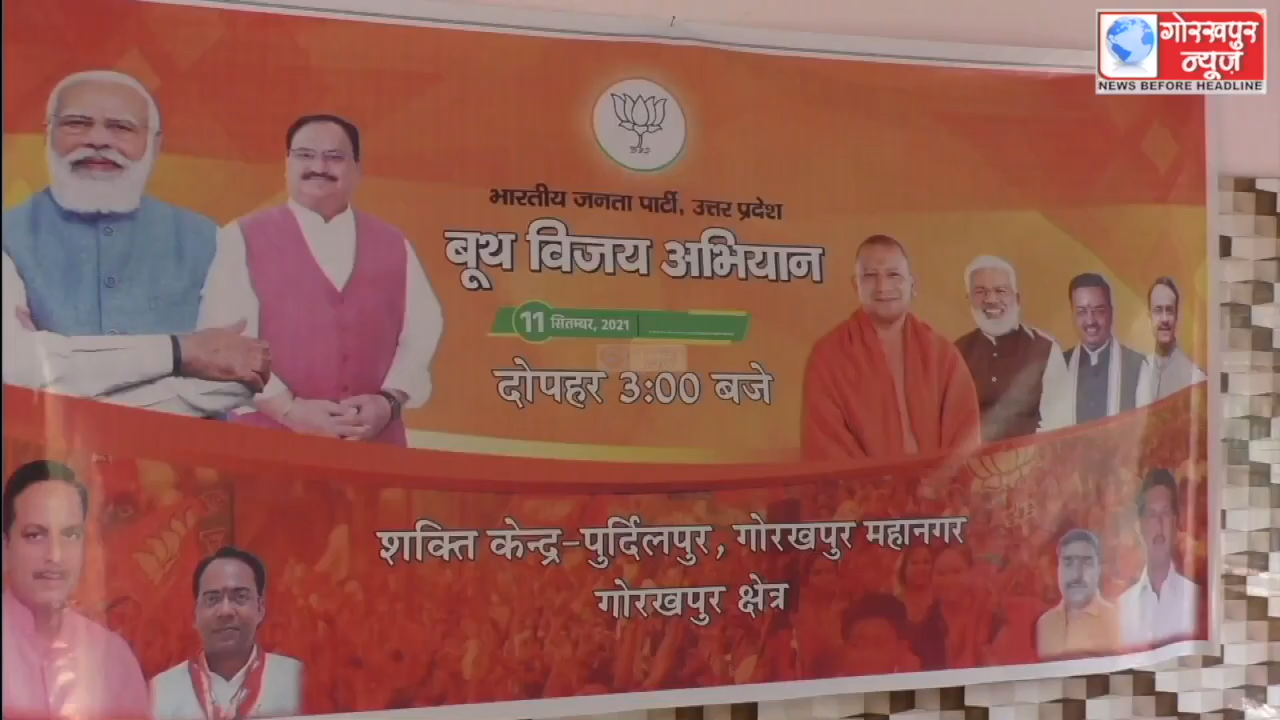 गोरखपुर
न्यूज़
NEWS BEFORE HEADLINE
भारतीय जनता पार्टी, उत्तर प्रदेश
बूथ विजय अभियान
11 सितम्बर, 2021
दोपहर 3:00 बजे
शक्ति केन्द्र-पुर्दिलपुर, गोरखपुर महानगर
गोरखपुर क्षेत्र